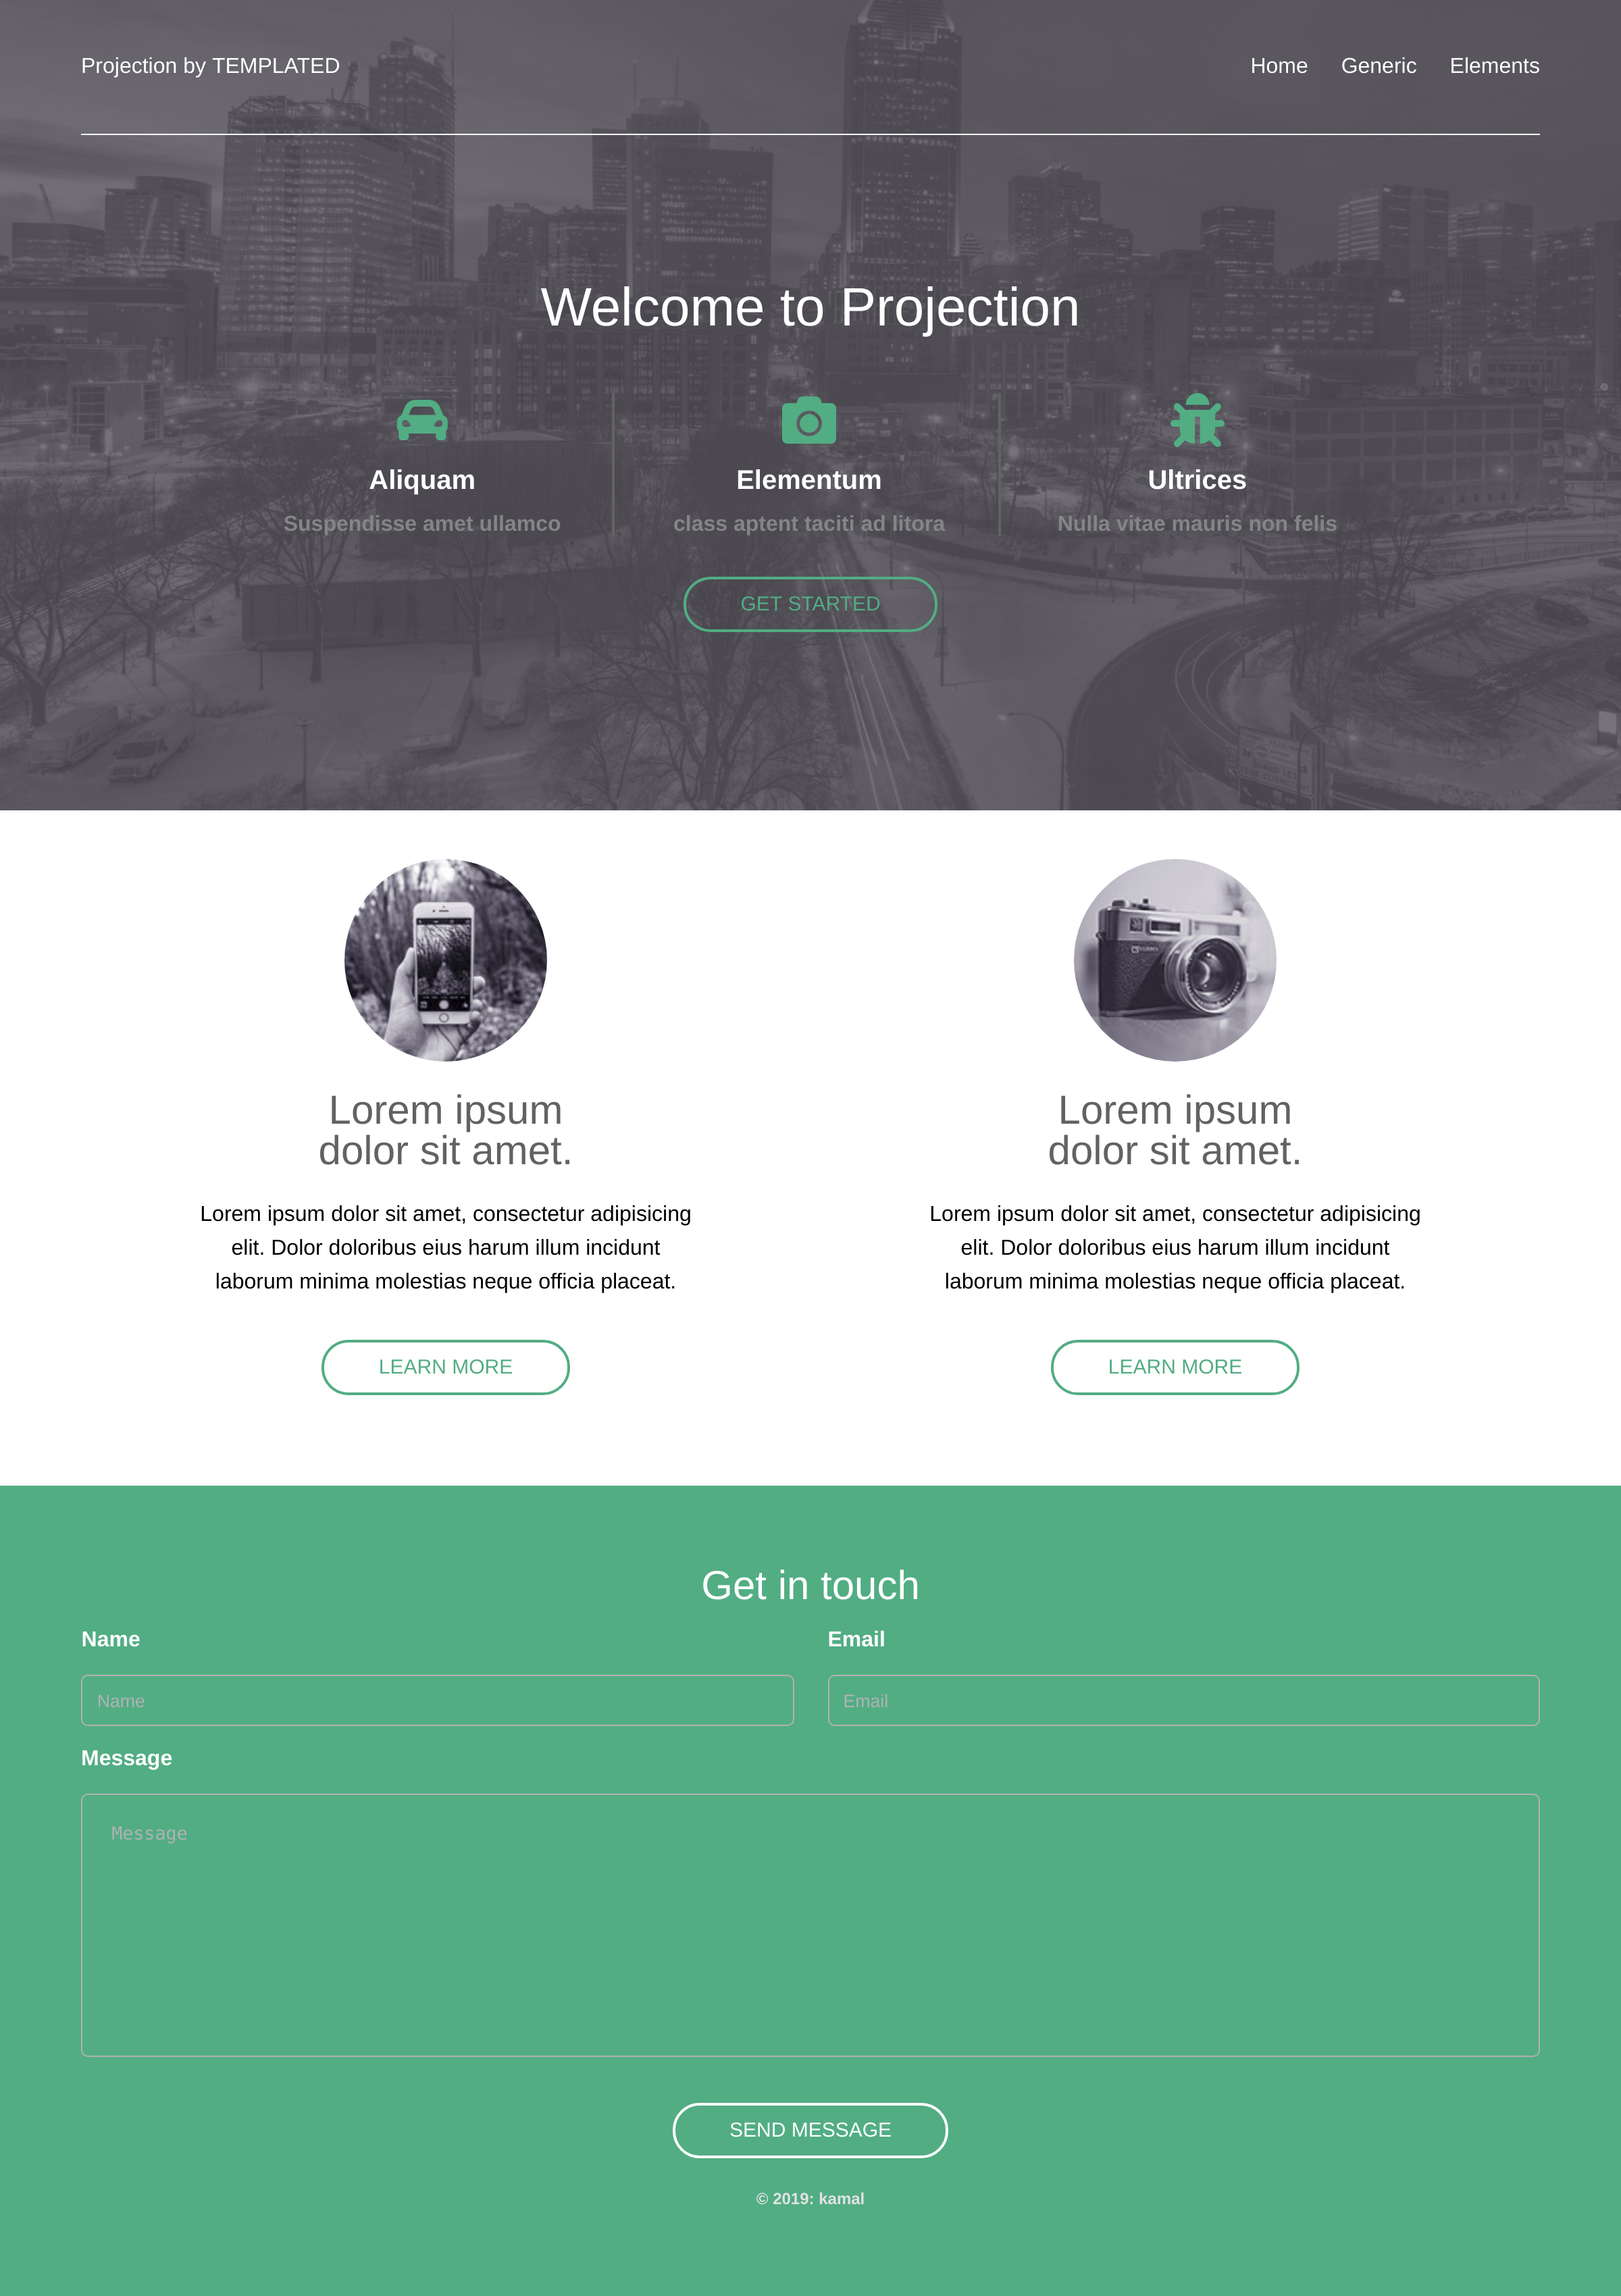 Projection by TEMPLATED
Home Generic Elements
Welcome to Projection
Aliquam
Suspendisse amet ullamco
Elementum
class aptent taciti ad litora
Ultrices
Nulla vitae mauris non felis
GET STARTED
Lorem ipsum
dolor sit amet.
Lorem ipsum dolor sit amet, consectetur adipisicing
elit. Dolor doloribus eius harum illum incidunt
laborum minima molestias neque officia placeat.
LEARN MORE
Lorem ipsum
dolor sit amet.
Lorem ipsum dolor sit amet, consectetur adipisicing
elit. Dolor doloribus eius harum illum incidunt
laborum minima molestias neque officia placeat.
LEARN MORE
Get in touch
Name
Name
Email
Email
Message
Message
SEND MESSAGE
© 2019: kamal